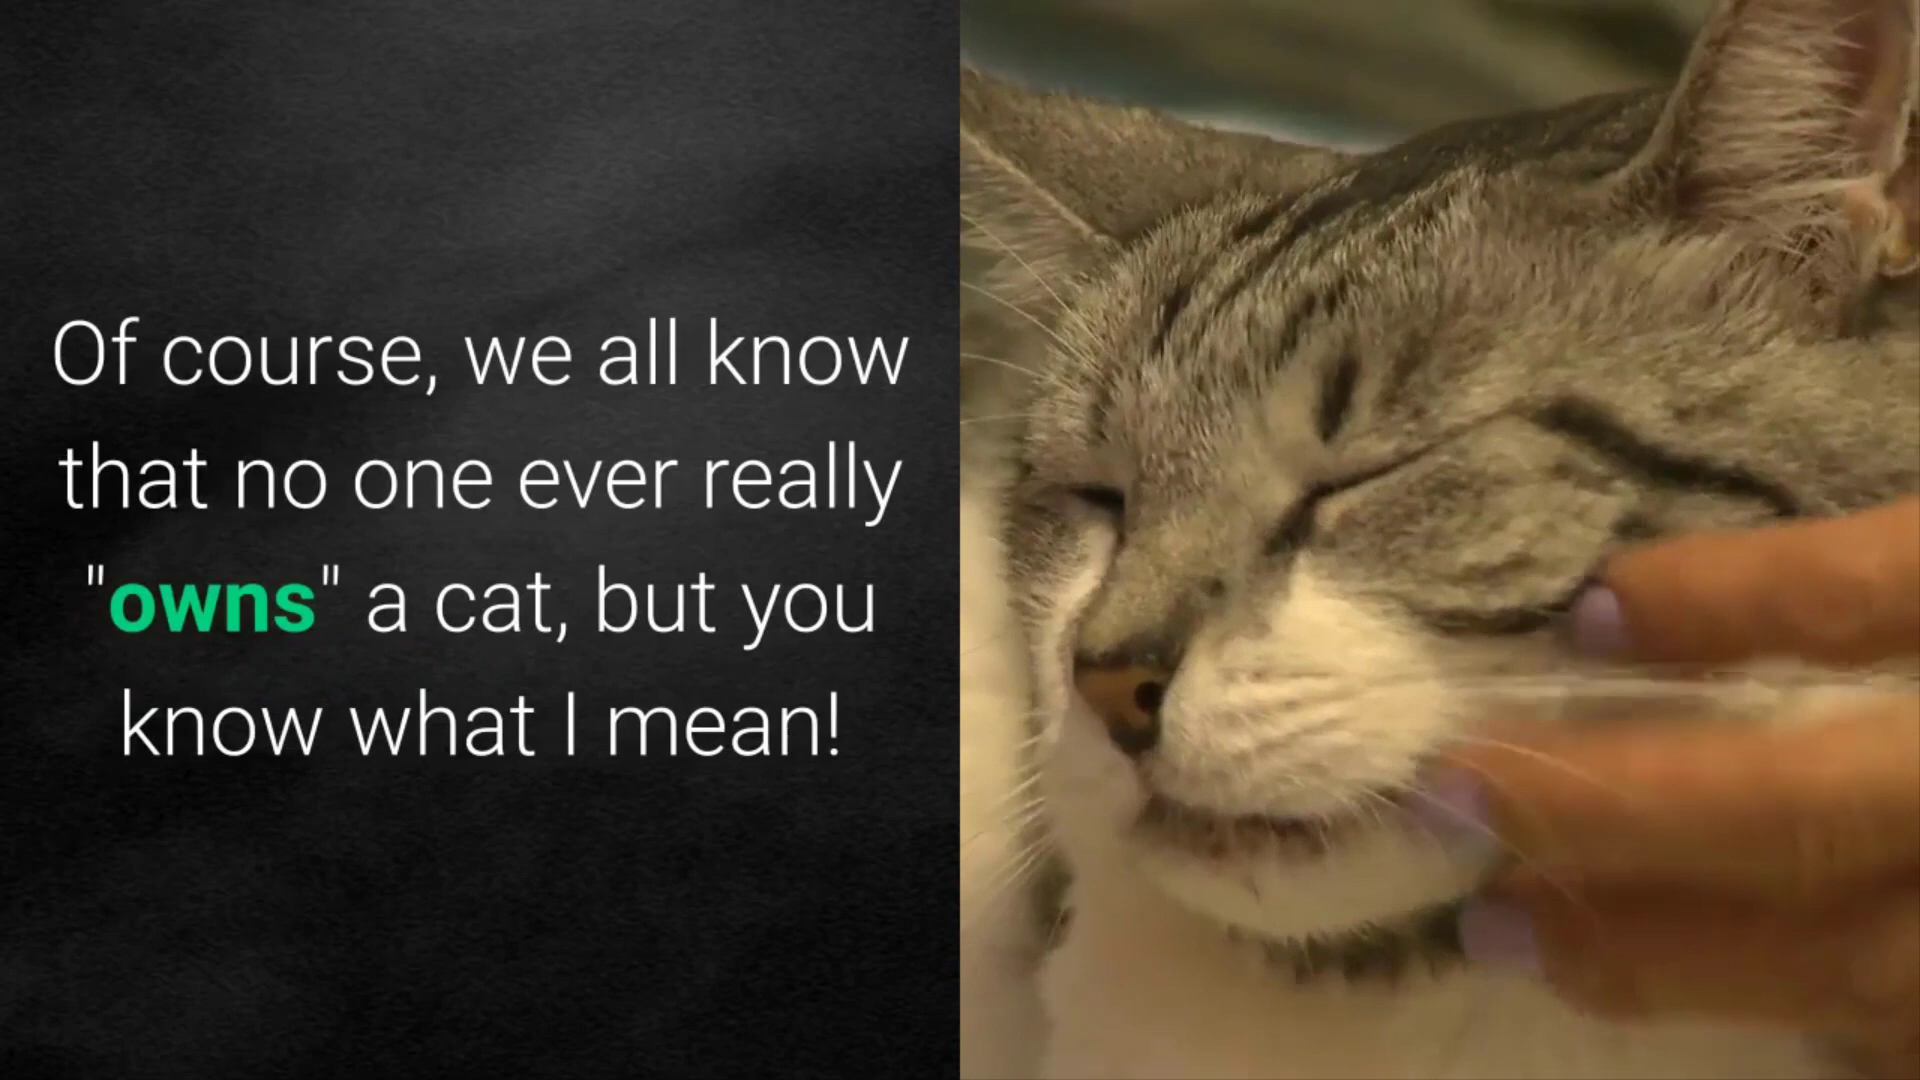 Of course, we all know
that no one ever really
"owns" a cat, but you
know what I mean!